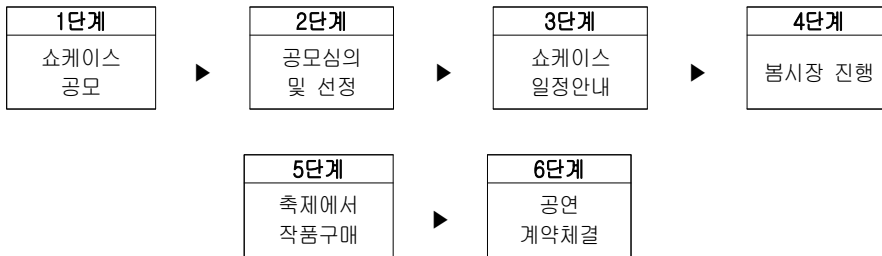 1단계
쇼케이스
공모
▶
2단계
공모심의
및 선정
▶
3단계
쇼케이스
일정안내
▶
4단계
봄시장 진행
5단계
축제에서
작품구매
▶
6단계
공연
계약체결